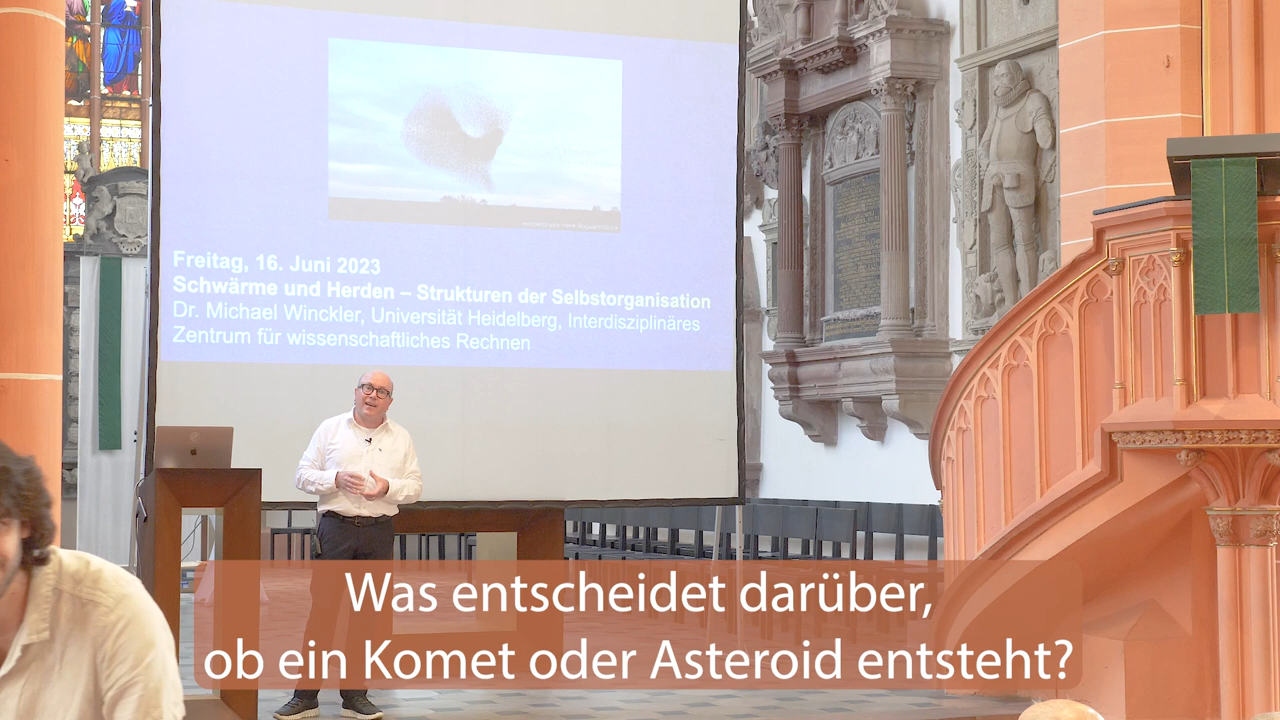 Freitag, 16. Juni 2023
Schwärme und Herden – Strukturen der Selbstorganisation
Dr. Michael Winckler, Universität Heidelberg, Interdisziplinäres
Zentrum für wissenschaftliches Rechnen
Was entscheidet darüber,
ob ein Komet oder Asteroid entsteht?